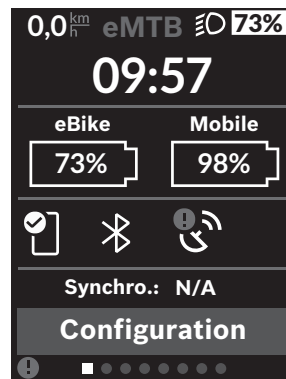 0,0 km/h eMTB 73%
09:57
eBike Mobile
73% 98%
Synchro.: N/A
Configuration